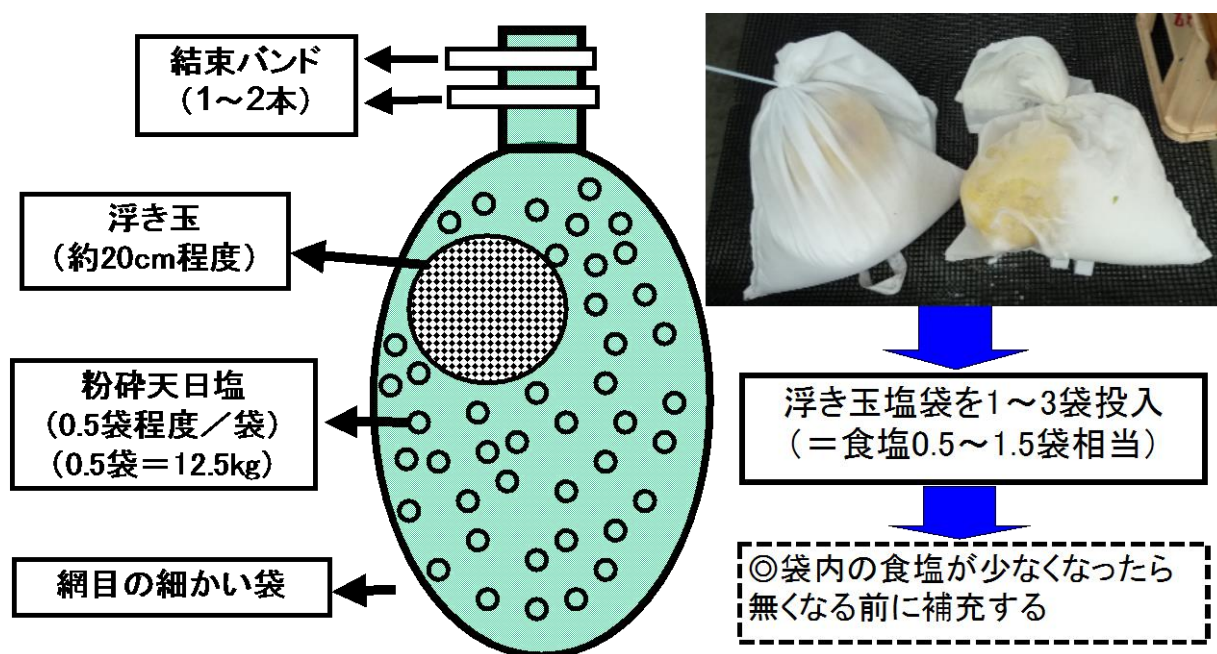 結束バンド
(1～2本)
浮き玉
(約20cm程度)
粉砕天日塩
(0.5袋程度／袋)
(0.5袋＝12.5kg)
網目の細かい袋
浮き玉塩袋を1～3袋投入
(＝食塩0.5～1.5袋相当)
◎袋内の食塩が少なくなったら
無くなる前に補充する